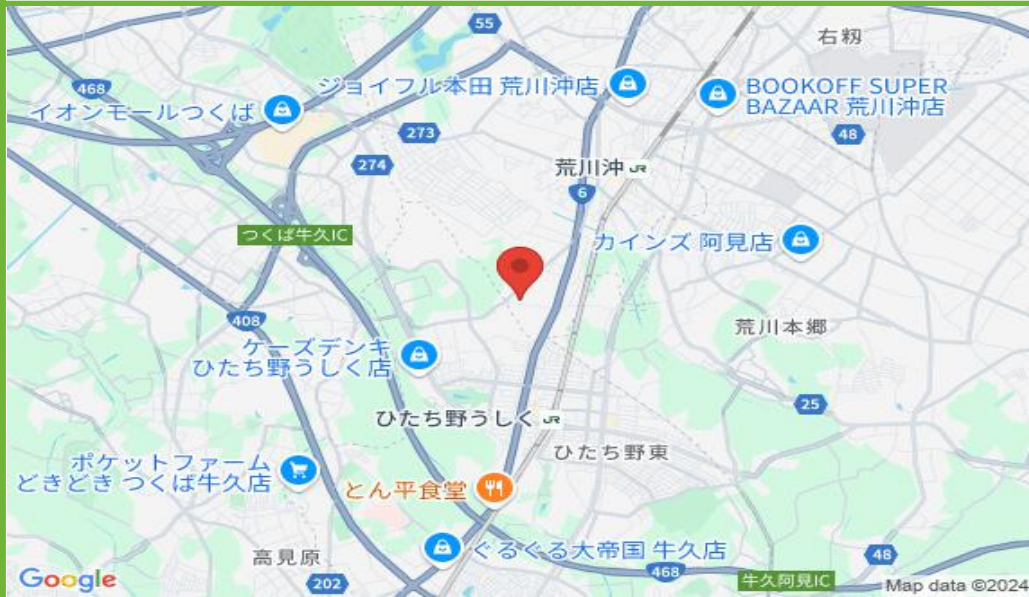 55
右籾
468
ジョイフル本田 荒川沖店
BOOKOFF SUPER
BAZAAR 荒川沖店
イオンモールつくば
273
48
274
荒川沖 JR
6
つくば牛久IC
カインズ 阿見店
408
荒川本郷
ケーズデンキ
ひたち野うしく店
25
ひたち野うしく JR
ひたち野東
ポケットファーム
どきどき つくば牛久店
とん平食堂
高見原
ぐるぐる大帝国 牛久店
48
468
Google
202
牛久阿見IC
Map data ©2024